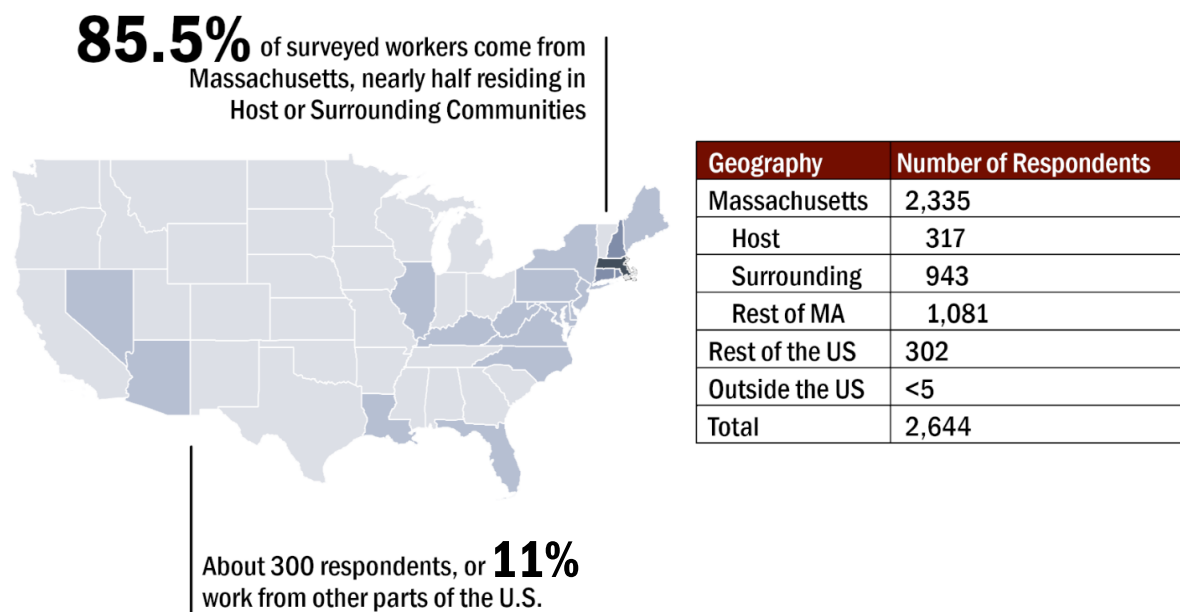 85.5% of surveyed workers come from
Massachusetts, nearly half residing in
Host or Surrounding Communities
Geography Number of Respondents
Massachusetts 2,335
Host 317
Surrounding 943
Rest of MA 1,081
Rest of the US 302
Outside the US <5
Total 2,644
About 300 respondents, or 11%
work from other parts of the U.S.